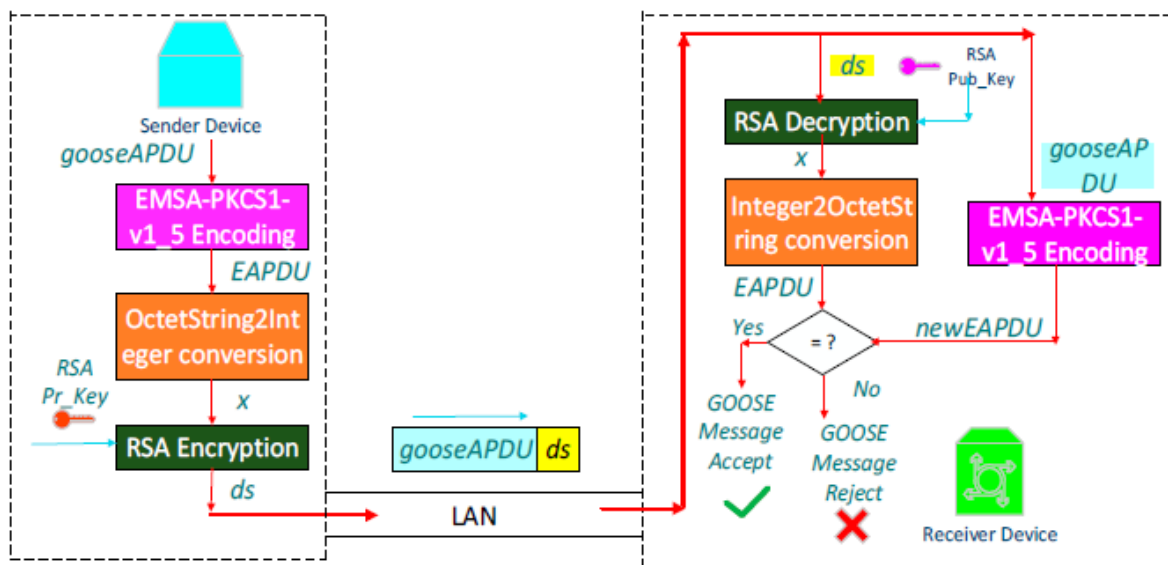 Sender Device
gooseAPDU
EMSA-PKCS1-
v1_5 Encoding
EAPDU
OctetString2Int
eger conversion
RSA
Pr_Key
x
RSA Encryption
ds
gooseAPDU ds
LAN
ds
RSA
Pub_Key
RSA Decryption
x
gooseAP
DU
Integer2OctetSt
ring conversion
EMSA-PKCS1-
v1_5 Encoding
EAPDU
newEAPDU
= ?
Yes
No
GOOSE
Message
Accept
GOOSE
Message
Reject
Receiver Device